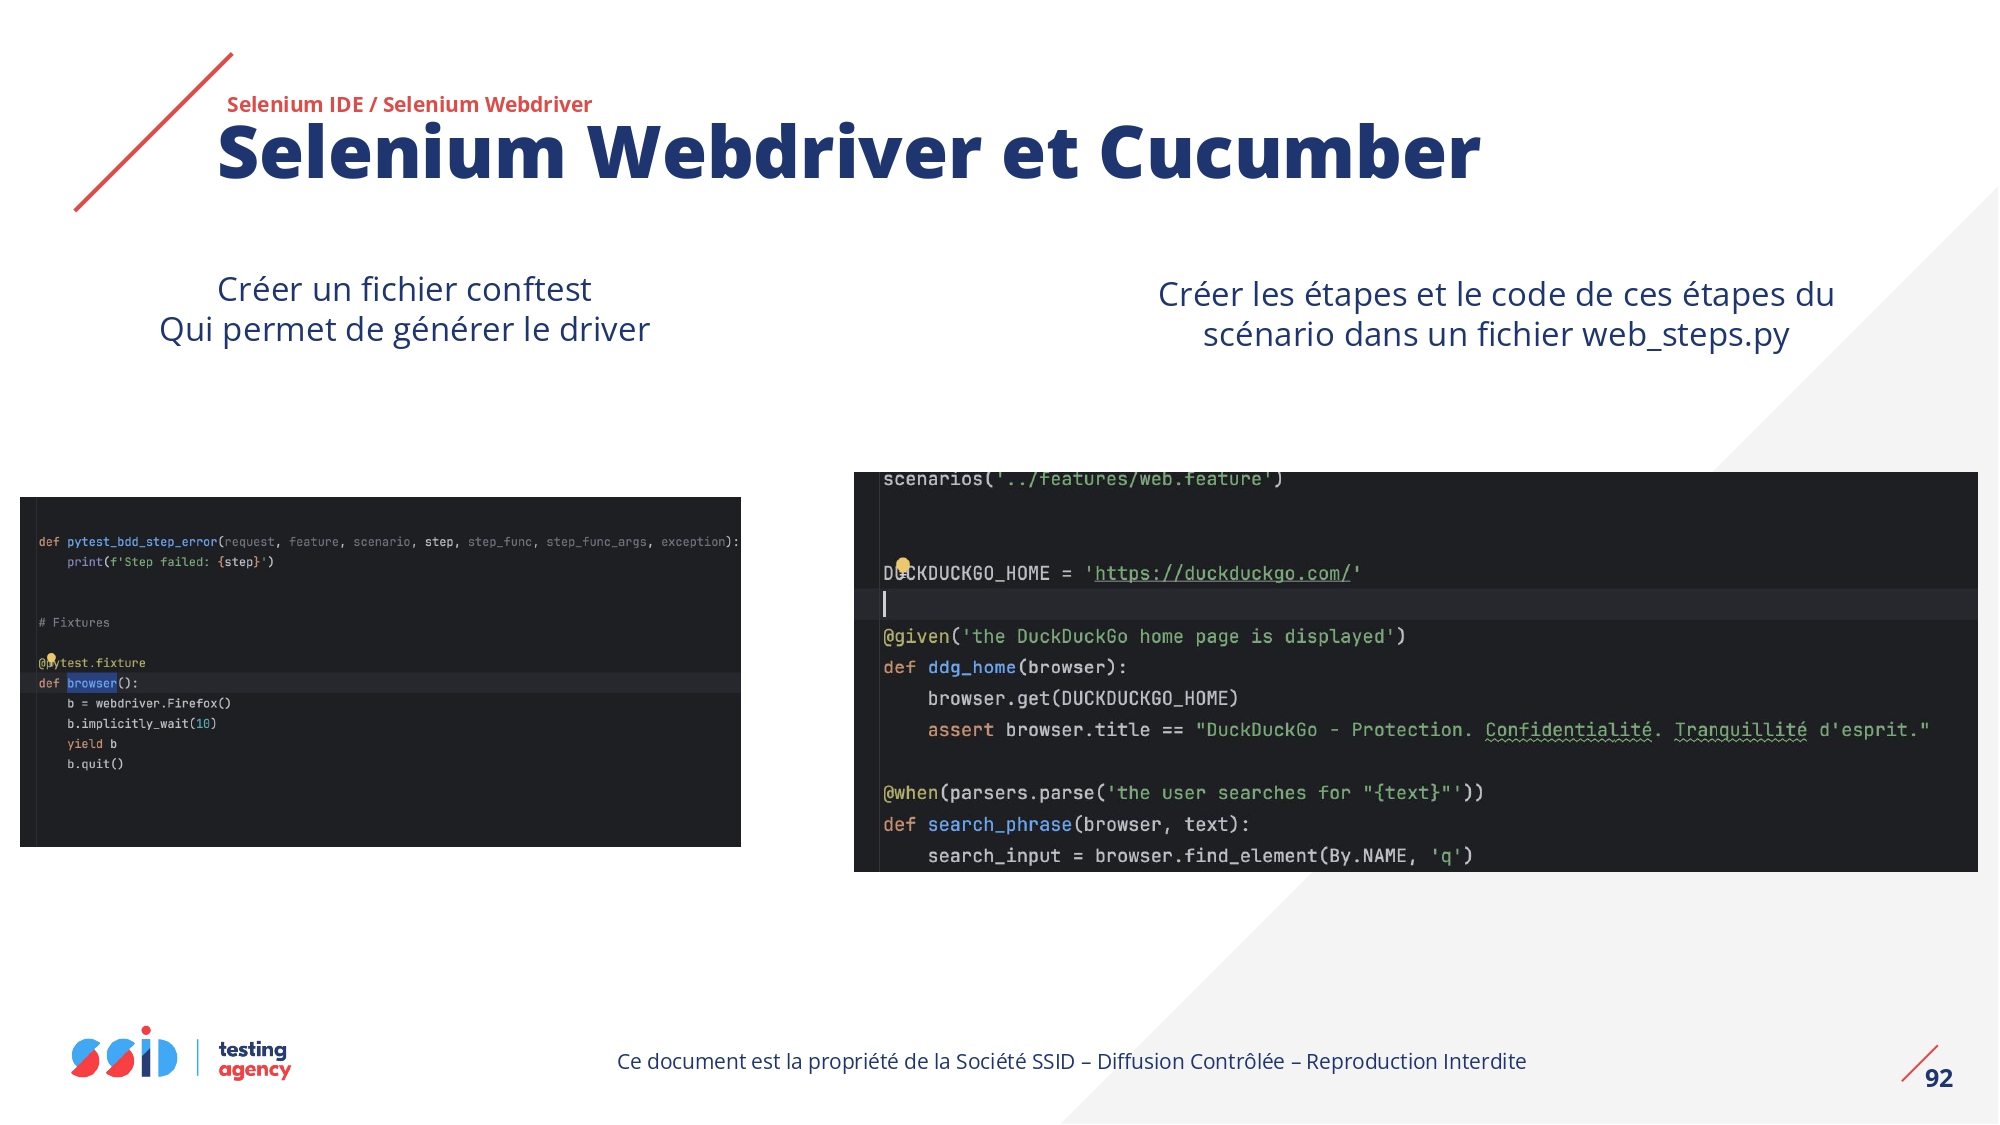 Selenium IDE / Selenium Webdriver
Selenium Webdriver et Cucumber
Créer un fichier conftest
Qui permet de générer le driver
Créer les étapes et le code de ces étapes du
scénario dans un fichier web_steps.py
def pytest_bdd_step_error(request, feature, scenario, step, step_func, step_func_args, exception):
    print(f'Step failed: {step}')
# Fixtures
@pytest.fixture
def browser():
    b = webdriver.Firefox()
    b.implicitly_wait(10)
    yield b
    b.quit()
scenarios('../features/web.feature')
DUCKDUCKGO_HOME = 'https://duckduckgo.com/'
@given('the DuckDuckGo home page is displayed')
def ddg_home(browser):
    browser.get(DUCKDUCKGO_HOME)
    assert browser.title == "DuckDuckGo - Protection. Confidentialité. Tranquillité d'esprit."
@when(parsers.parse('the user searches for "{text}"'))
def search_phrase(browser, text):
    search_input = browser.find_element(By.NAME, 'q')
ssiD
testing
agency
Ce document est la propriété de la Société SSID – Diffusion Contrôlée – Reproduction Interdite
92